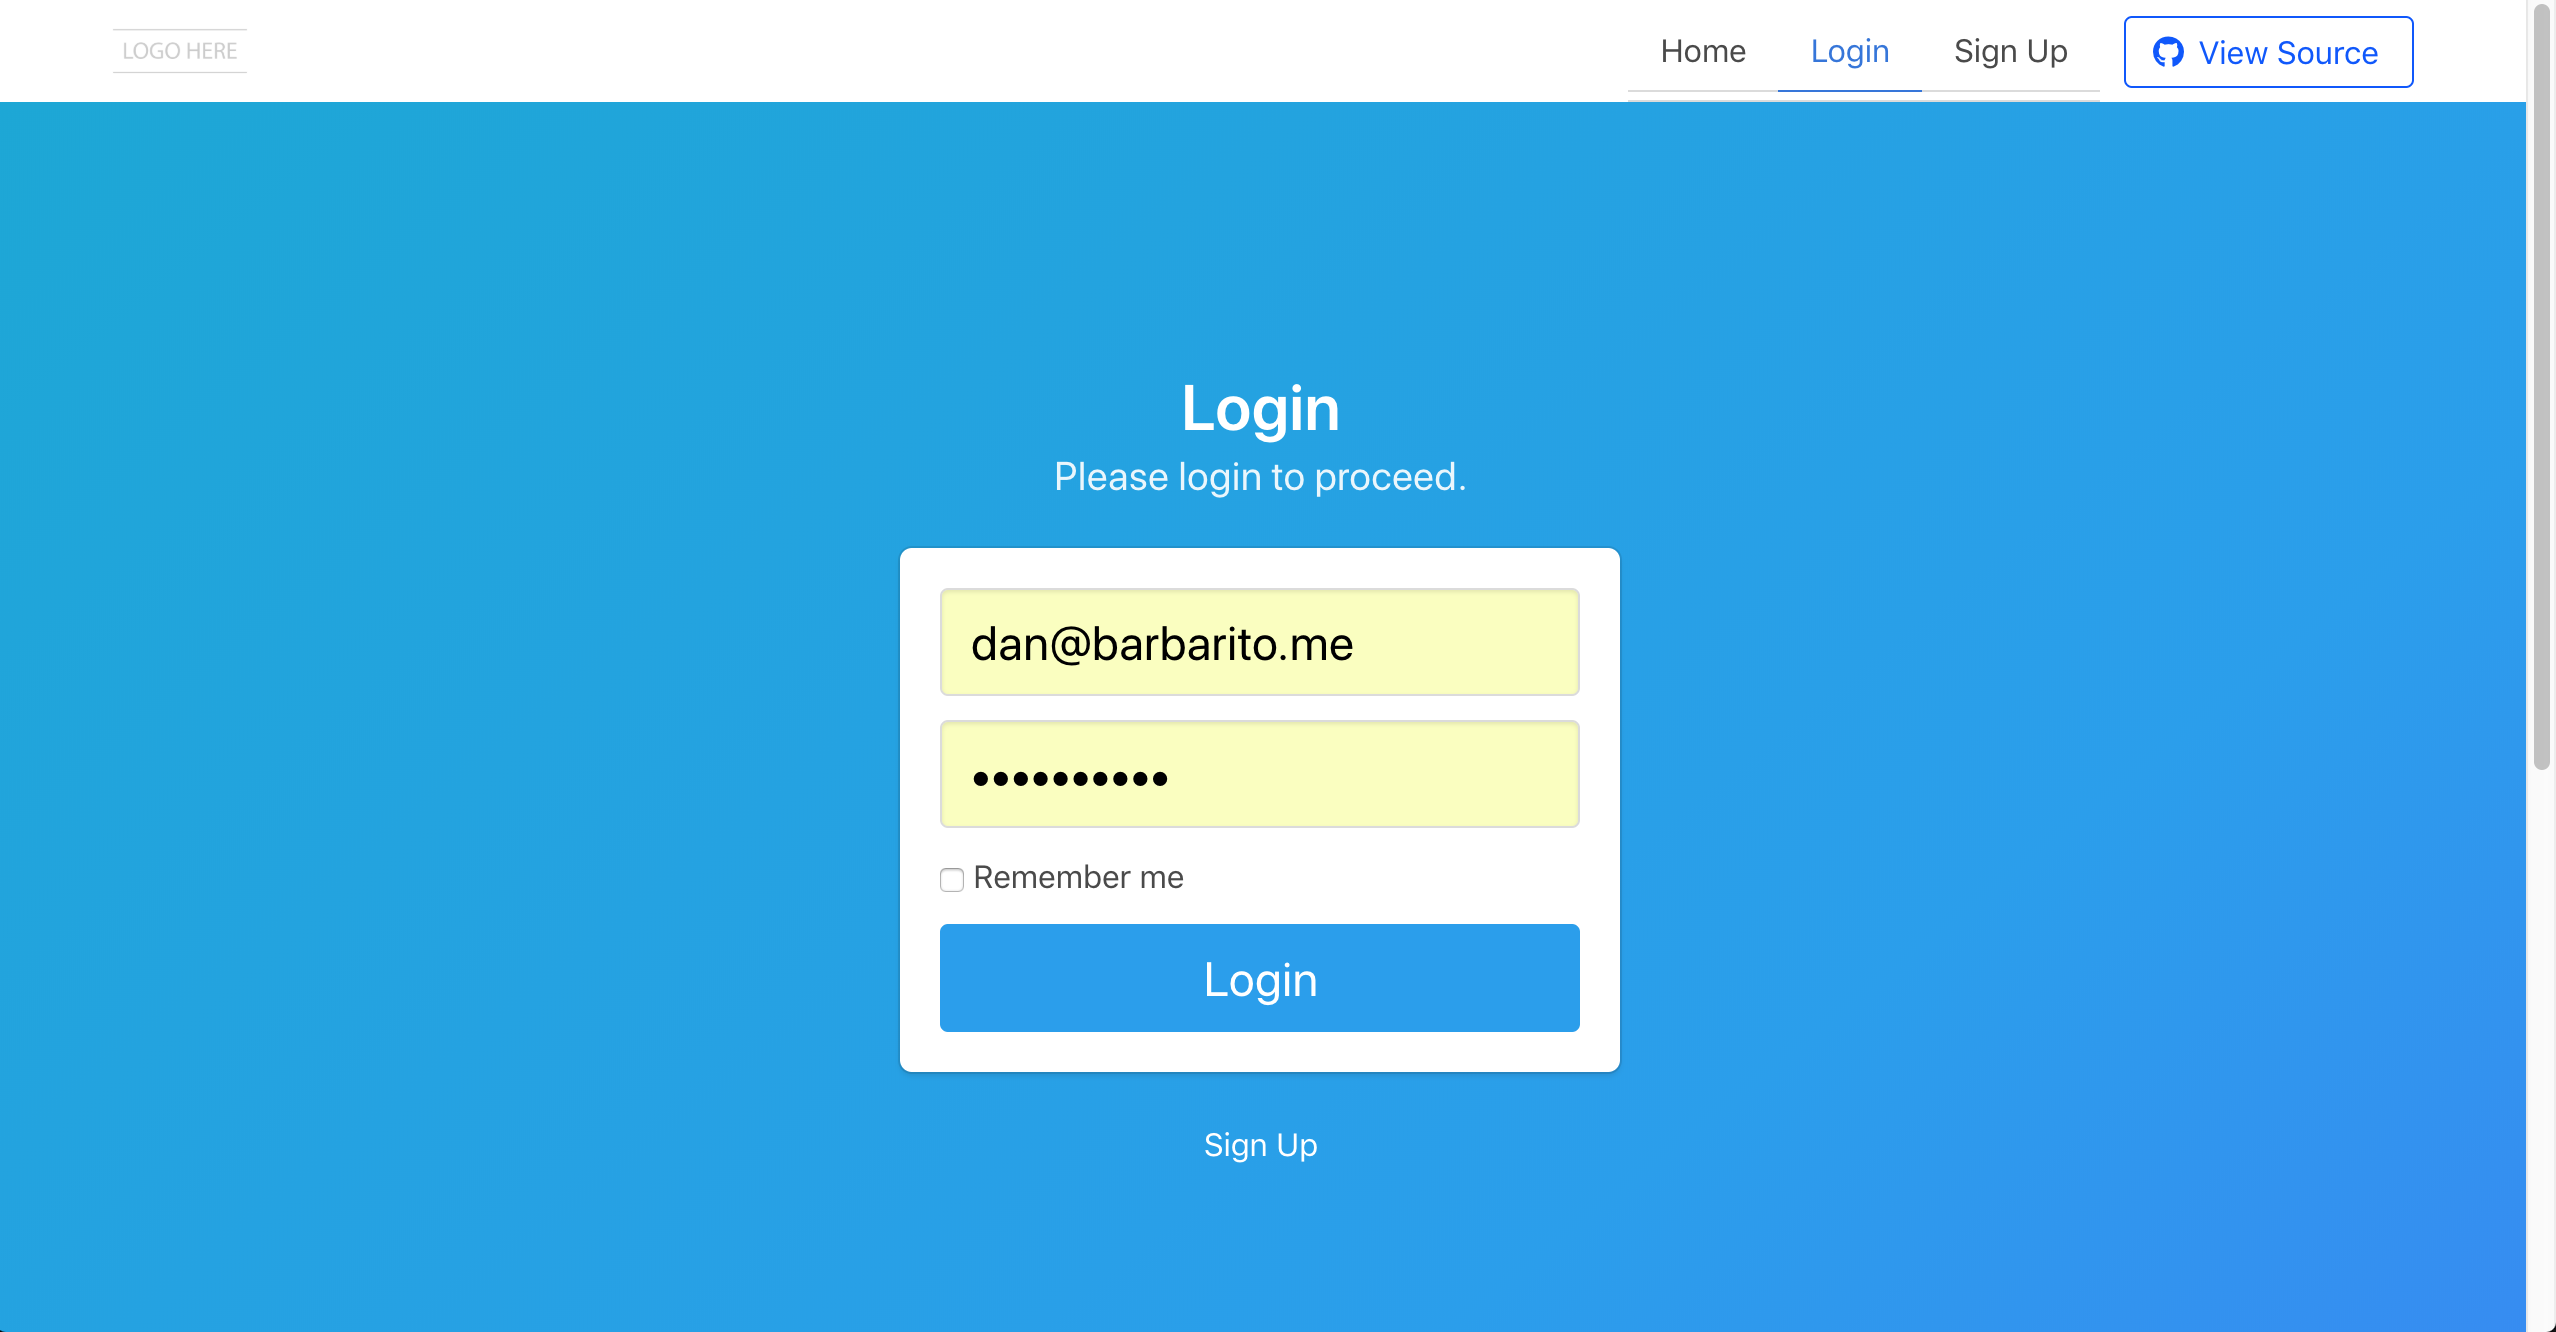 LOGO HERE
Home
Login
Sign Up
View Source
Login
Please login to proceed.
dan@barbarito.me
••••••••••
Remember me
Login
Sign Up